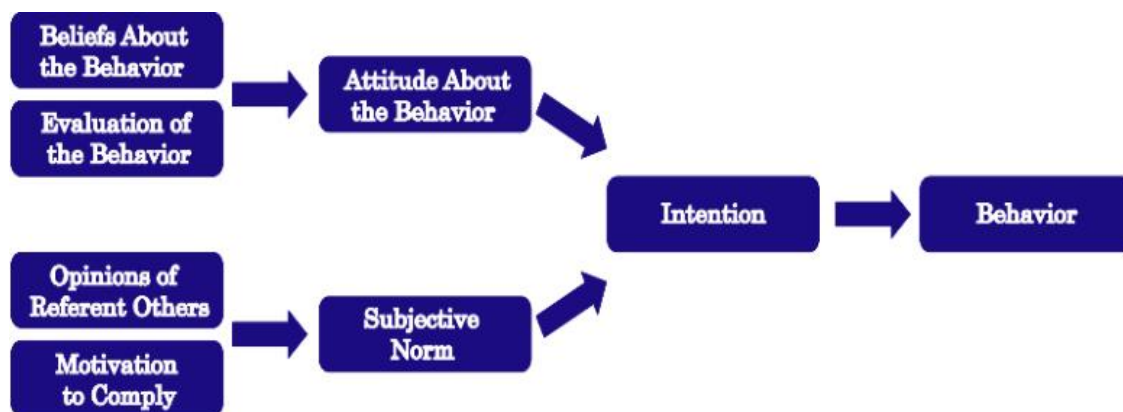 Beliefs About
the Behavior
Evaluation of
the Behavior
Attitude About
the Behavior
Opinions of
Referent Others
Motivation
to Comply
Subjective
Norm
Intention
Behavior